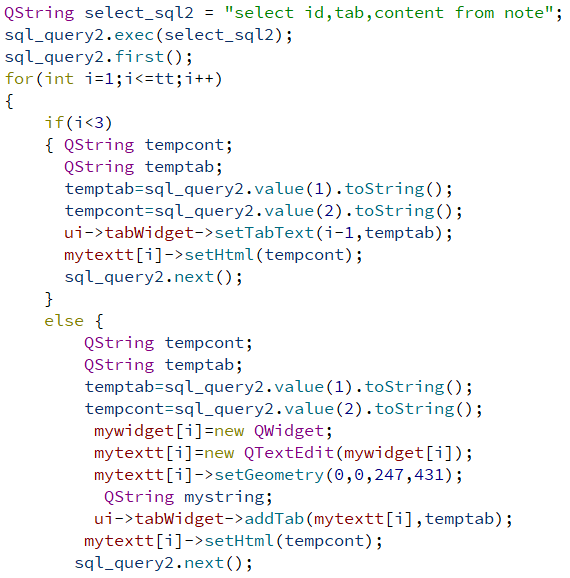 QString select_sql2 = "select id,tab,content from note";
sql_query2.exec(select_sql2);
sql_query2.first();
for(int i=1;i<=tt;i++)
{
    if(i<3)
    { QString tempcont;
      QString temptab;
      temptab=sql_query2.value(1).toString();
      tempcont=sql_query2.value(2).toString();
      ui->tabWidget->setTabText(i-1,temptab);
      mytextt[i]->setHtml(tempcont);
      sql_query2.next();
    }
    else {
        QString tempcont;
        QString temptab;
        temptab=sql_query2.value(1).toString();
        tempcont=sql_query2.value(2).toString();
         mywidget[i]=new QWidget;
         mytextt[i]=new QTextEdit(mywidget[i]);
         mytextt[i]->setGeometry(0,0,247,431);
          QString mystring;
         ui->tabWidget->addTab(mytextt[i],temptab);
        mytextt[i]->setHtml(tempcont);
       sql_query2.next();